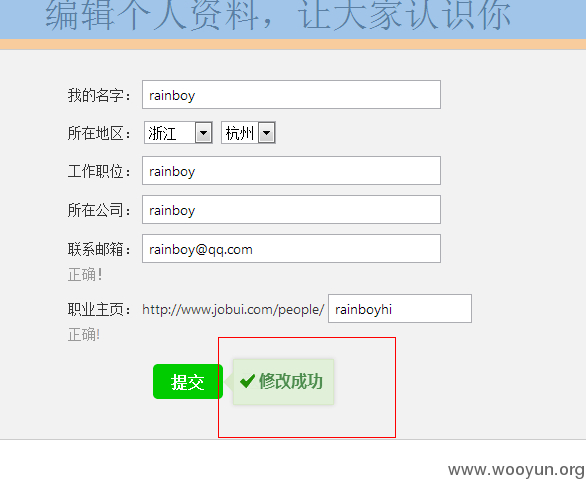 编辑个人资料，让大家认识你
我的名字： rainboy
所在地区： 浙江 杭州
工作职位： rainboy
所在公司： rainboy
联系邮箱： rainboy@qq.com
正确！
职业主页： http://www.jobui.com/people/ rainboyhi
正确!
提交 修改成功
www.wooyun.org